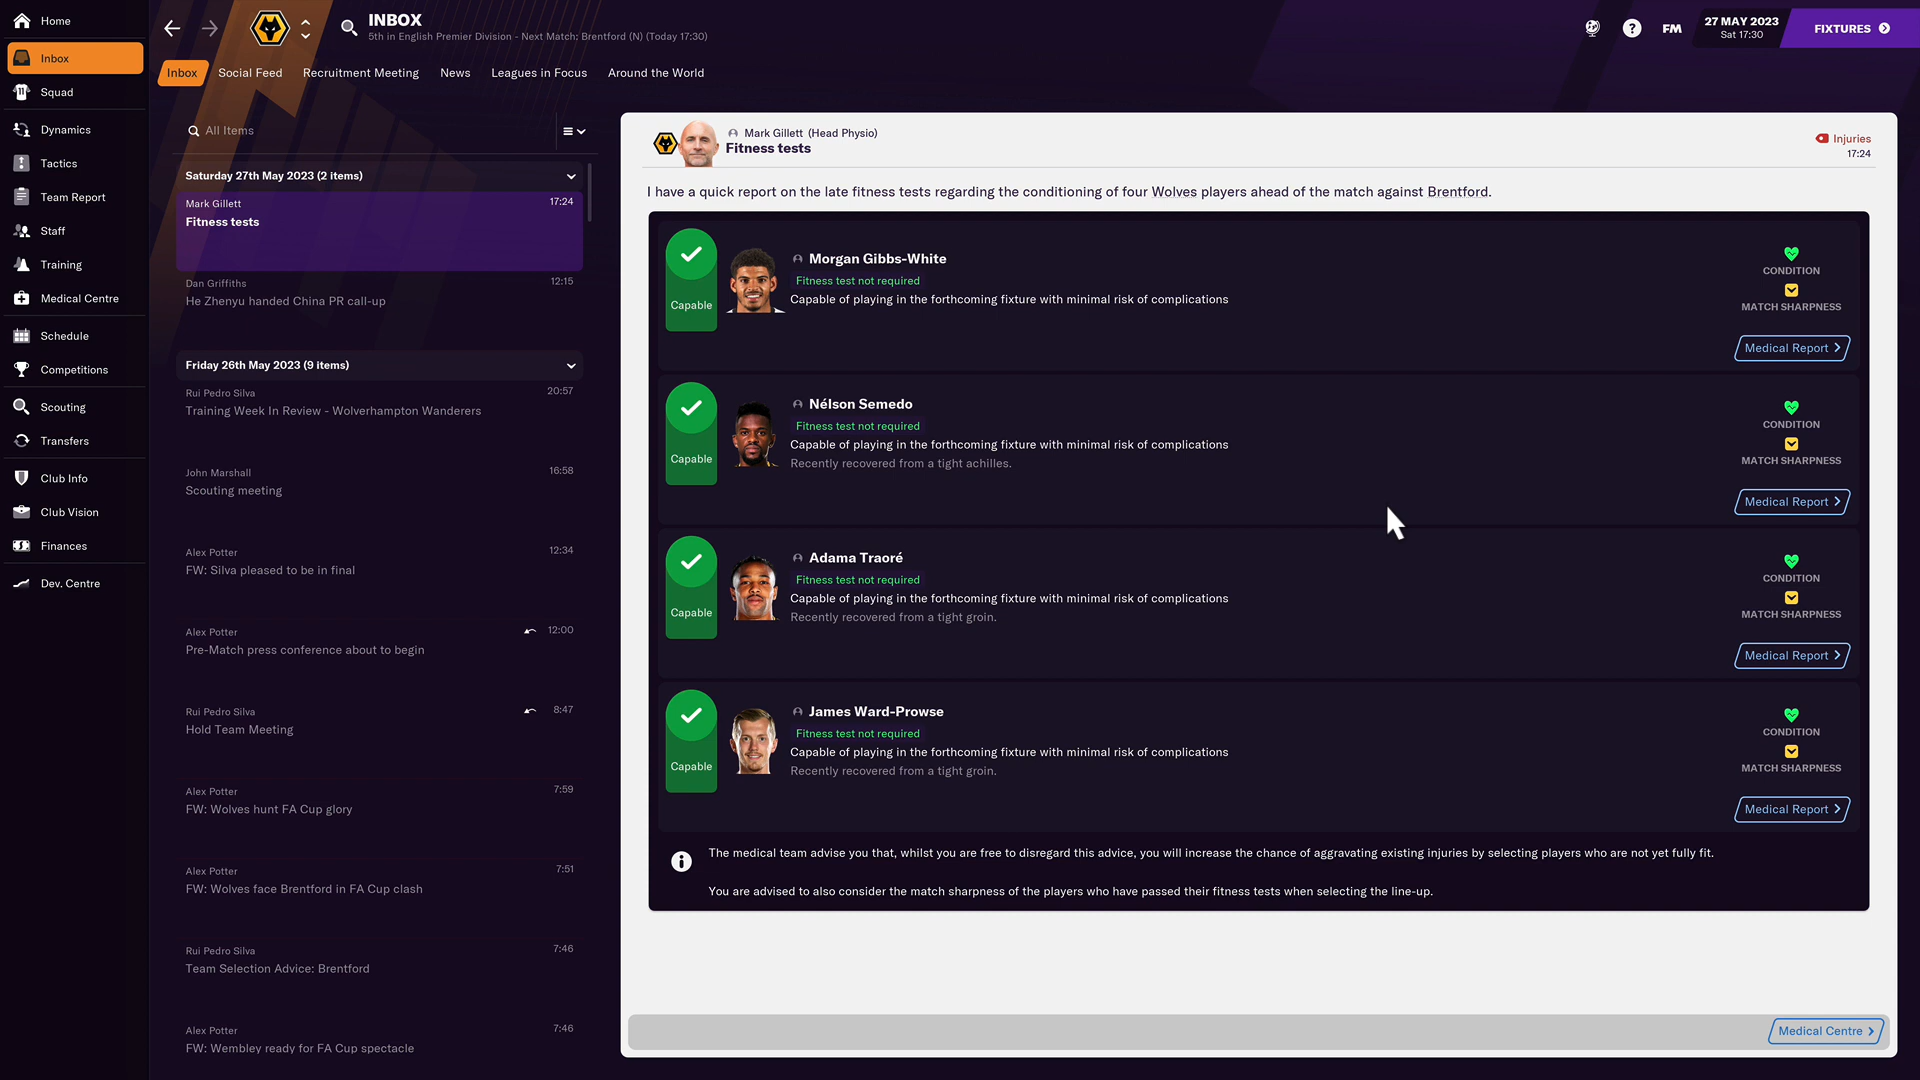 Home
Inbox
Squad
Dynamics
Tactics
Team Report
Staff
Training
Medical Centre
Schedule
Competitions
Scouting
Transfers
Club Info
Club Vision
Finances
Dev. Centre
INBOX
5th in English Premier Division - Next Match: Brentford (N) (Today 17:30)
?
FM
27 MAY 2023
Sat 17:30
FIXTURES
Inbox Social Feed Recruitment Meeting News Leagues in Focus Around the World
All Items
Saturday 27th May 2023 (2 items)
Mark Gillett 17:24
Fitness tests
Dan Griffiths 12:15
He Zhenyu handed China PR call-up
Friday 26th May 2023 (9 items)
Rui Pedro Silva 20:57
Training Week In Review - Wolverhampton Wanderers
John Marshall 16:58
Scouting meeting
Alex Potter 12:34
FW: Silva pleased to be in final
Alex Potter 12:00
Pre-Match press conference about to begin
Rui Pedro Silva 8:47
Hold Team Meeting
Alex Potter 7:59
FW: Wolves hunt FA Cup glory
Alex Potter 7:51
FW: Wolves face Brentford in FA Cup clash
Rui Pedro Silva 7:46
Team Selection Advice: Brentford
Alex Potter 7:46
FW: Wembley ready for FA Cup spectacle
Mark Gillett (Head Physio)
Fitness tests
Injuries
17:24
I have a quick report on the late fitness tests regarding the conditioning of four Wolves players ahead of the match against Brentford.
Capable
Morgan Gibbs-White
Fitness test not required
Capable of playing in the forthcoming fixture with minimal risk of complications
CONDITION
MATCH SHARPNESS
Medical Report
Capable
Nélson Semedo
Fitness test not required
Capable of playing in the forthcoming fixture with minimal risk of complications
Recently recovered from a tight achilles.
CONDITION
MATCH SHARPNESS
Medical Report
Capable
Adama Traoré
Fitness test not required
Capable of playing in the forthcoming fixture with minimal risk of complications
Recently recovered from a tight groin.
CONDITION
MATCH SHARPNESS
Medical Report
Capable
James Ward-Prowse
Fitness test not required
Capable of playing in the forthcoming fixture with minimal risk of complications
Recently recovered from a tight groin.
CONDITION
MATCH SHARPNESS
Medical Report
The medical team advise you that, whilst you are free to disregard this advice, you will increase the chance of aggravating existing injuries by selecting players who are not yet fully fit.
You are advised to also consider the match sharpness of the players who have passed their fitness tests when selecting the line-up.
Medical Centre